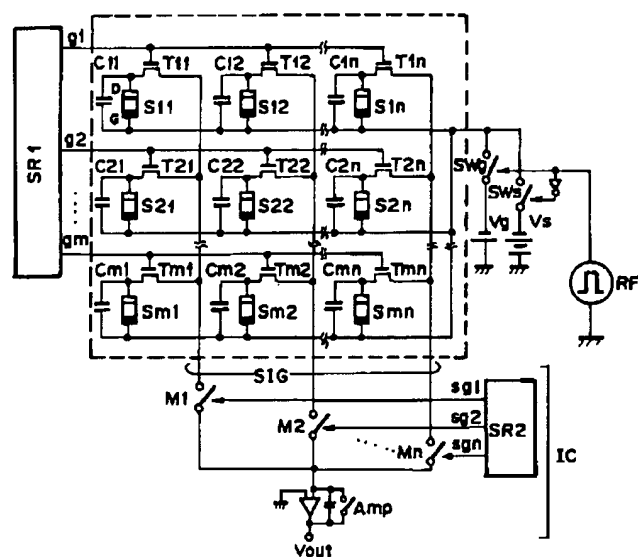 g1
C11 T11 C12 T12 C1n T1n
D
G
S11 S12 S1n
SR1
g2
C21 T21 C22 T22 C2n T2n
S21 S22 S2n
SWg
SWs
Vg Vs
gm
Cm1 Tm1 Cm2 Tm2 Cmn Tmn
Sm1 Sm2 Smn
RF
SIG
M1 sg1
M2 sg2 SR2
Mn sgn
IC
Amp
Vout